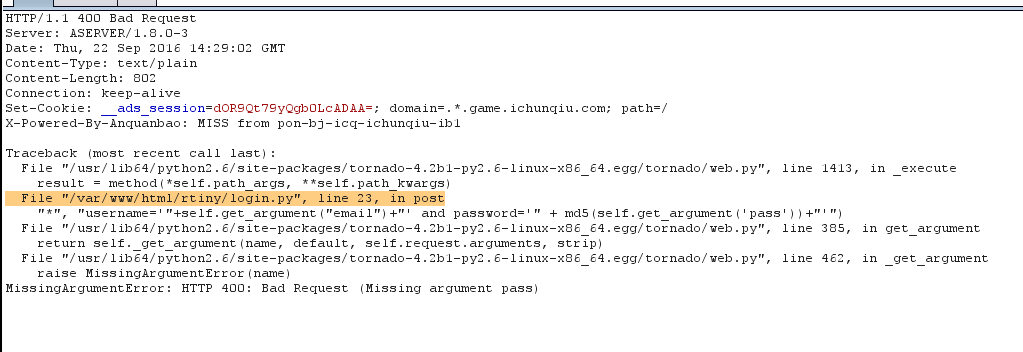 HTTP/1.1 400 Bad Request
Server: ASERVER/1.8.0-3
Date: Thu, 22 Sep 2016 14:29:02 GMT
Content-Type: text/plain
Content-Length: 802
Connection: keep-alive
Set-Cookie: __ads_session=dOR9Qt79yQgb0LcADAA=; domain=.*.game.ichunqiu.com; path=/
X-Powered-By-Anquanbao: MISS from pon-bj-icq-ichunqiu-ib1
Traceback (most recent call last):
File "/usr/lib64/python2.6/site-packages/tornado-4.2b1-py2.6-linux-x86_64.egg/tornado/web.py", line 1413, in _execute
result = method(*self.path_args, **self.path_kwargs)
File "/var/www/html/rtiny/login.py", line 23, in post
"*", "username='"+self.get_argument("email")+"' and password='" + md5(self.get_argument('pass'))+"'")
File "/usr/lib64/python2.6/site-packages/tornado-4.2b1-py2.6-linux-x86_64.egg/tornado/web.py", line 385, in get_argument
return self._get_argument(name, default, self.request.arguments, strip)
File "/usr/lib64/python2.6/site-packages/tornado-4.2b1-py2.6-linux-x86_64.egg/tornado/web.py", line 462, in _get_argument
raise MissingArgumentError(name)
MissingArgumentError: HTTP 400: Bad Request (Missing argument pass)